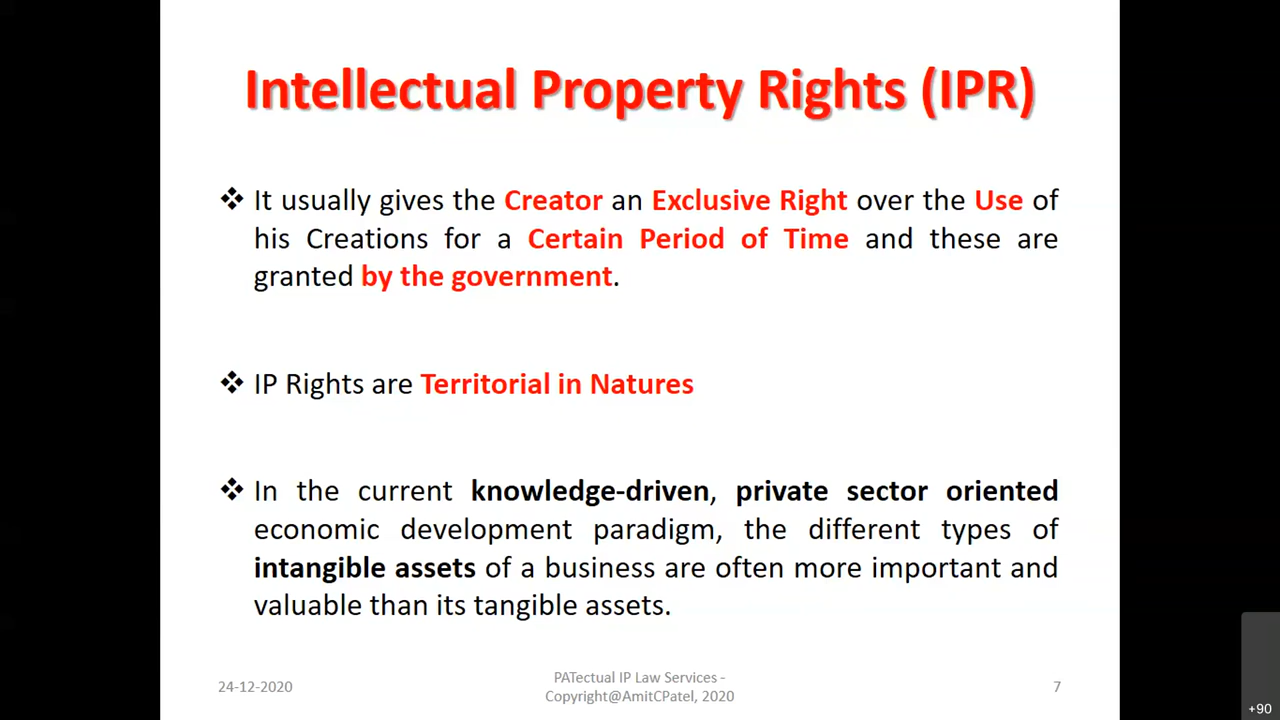 Intellectual Property Rights (IPR)
❖ It usually gives the Creator an Exclusive Right over the Use of
his Creations for a Certain Period of Time and these are
granted by the government.
❖ IP Rights are Territorial in Natures
❖ In the current knowledge-driven, private sector oriented
economic development paradigm, the different types of
intangible assets of a business are often more important and
valuable than its tangible assets.
24-12-2020
PATectual IP Law Services -
Copyright@AmitCPatel, 2020
7
+90